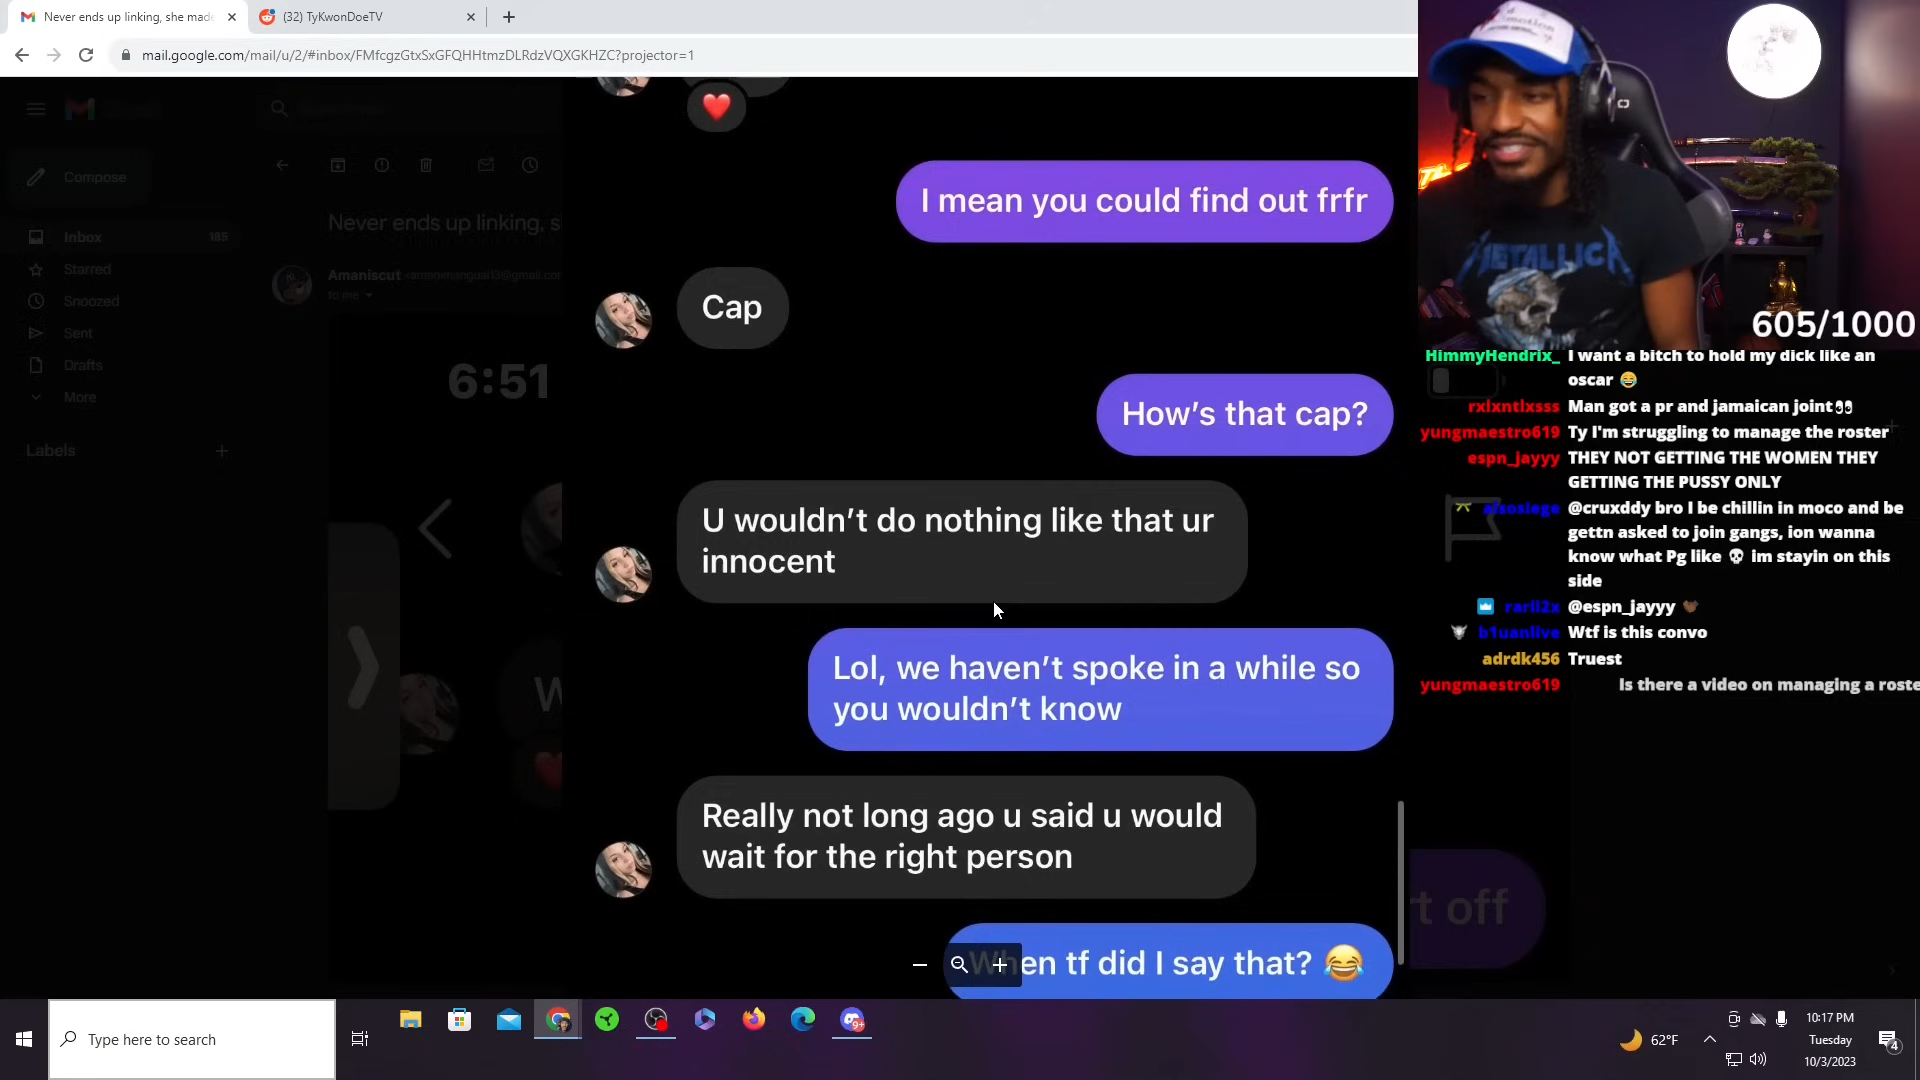 Never ends up linking, she made
(32) TyKwonDoeTV
mail.google.com/mail/u/2/#inbox/FMfcgzGtxSxGFQHHtmzDLRdzVQXGKHZC?projector=1
Compose
Never ends up linking, s
Inbox 185
Starred
Snoozed
Sent
Drafts
More
Labels
Amaniscut
to me
6:51
I mean you could find out frfr
Cap
How's that cap?
U wouldn't do nothing like that ur
innocent
Lol, we haven't spoke in a while so
you wouldn't know
Really not long ago u said u would
wait for the right person
t off
en tf did I say that? 😂
METALLICA
605/1000
HimmyHendrix_ I want a bitch to hold my dick like an
oscar 😂
rxlxntlxsss Man got a pr and jamaican joint👀
yungmaestro619 Ty I'm struggling to manage the roster
espn_jayyy THEY NOT GETTING THE WOMEN THEY
GETTING THE PUSSY ONLY
@cruxddy bro I be chillin in moco and be
gettn asked to join gangs, ion wanna
know what Pg like 💀 im stayin on this
side
@espn_jayyy
b1uanlive Wtf is this convo
adrdk456 Truest
yungmaestro619 Is there a video on managing a roste
Type here to search
9+
62°F
10:17 PM
Tuesday
10/3/2023
4